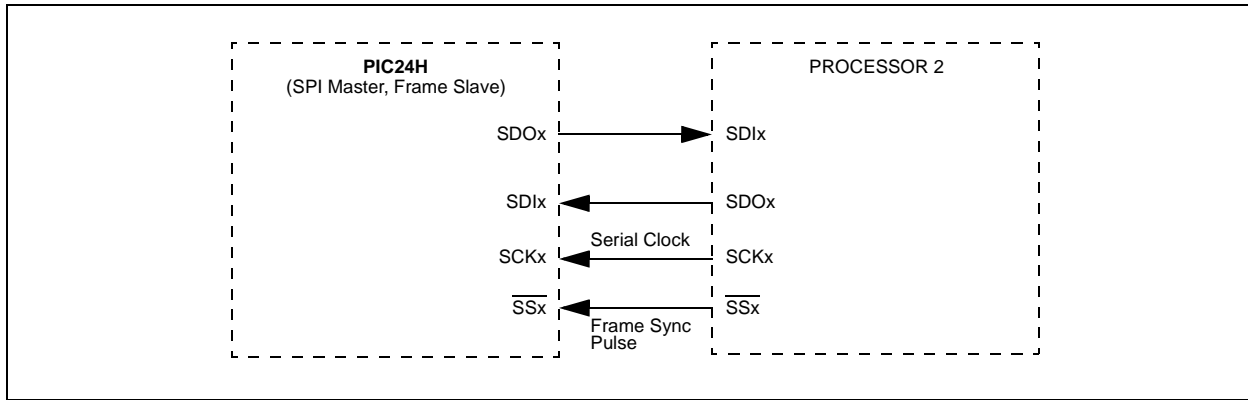 PIC24H
(SPI Master, Frame Slave)
PROCESSOR 2
SDOx
SDIx
SDIx
SDOx
Serial Clock
SCKx
SCKx
SSx
SSx
Frame Sync
Pulse